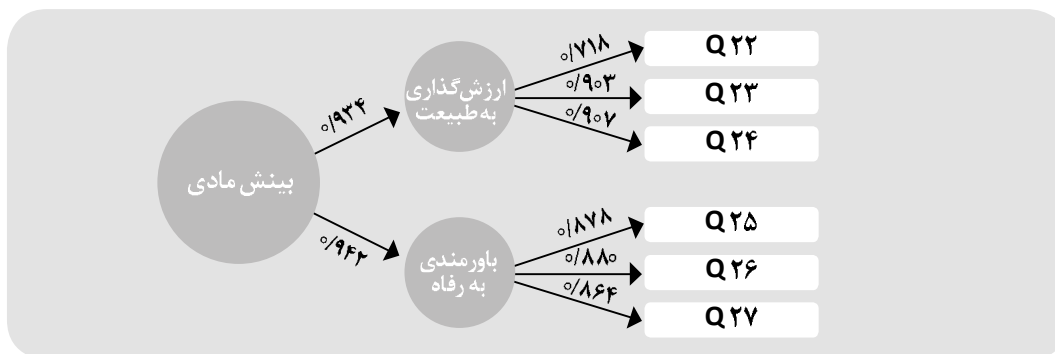 بینش مادی
۰/۹۳۴
۰/۹۴۲
ارزش‌گذاری
به طبیعت
۰/۷۱۸
۰/۹۰۳
۰/۹۰۷
Q ۲۲
Q ۲۳
Q ۲۴
باورمندی
به رفاه
۰/۸۷۸
۰/۸۸۰
۰/۸۶۴
Q ۲۵
Q ۲۶
Q ۲۷